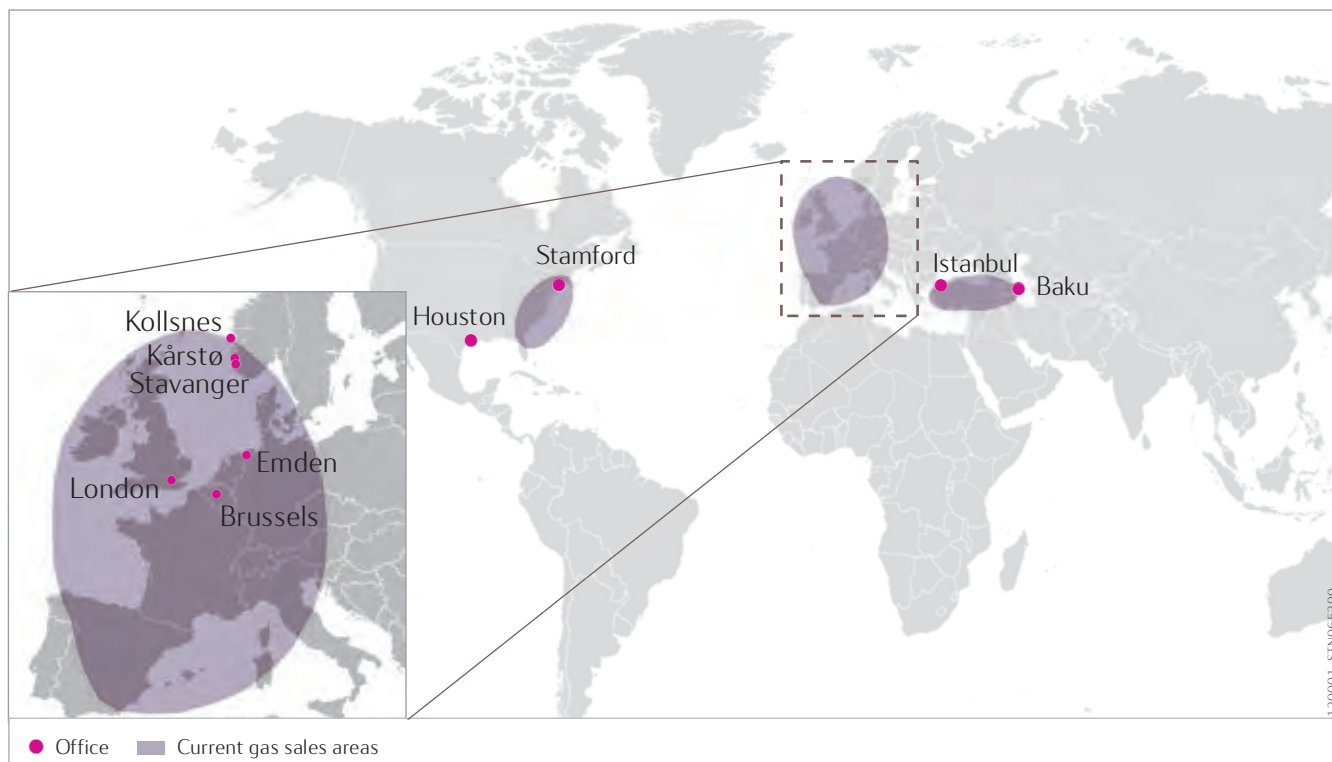 Stamford
Istanbul
Baku
Houston
Kollsnes
Kårstø
Stavanger
Emden
London
Brussels
Office
Current gas sales areas